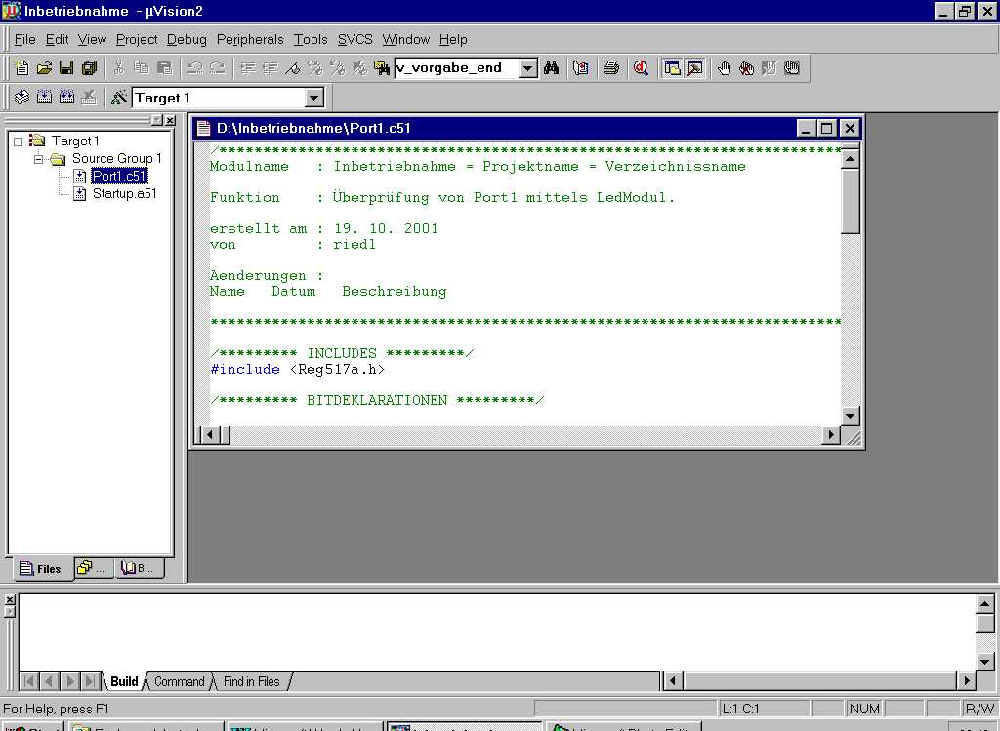 Inbetriebnahme - µVision2
File Edit View Project Debug Peripherals Tools SVCS Window Help
v_vorgabe_end
Target 1
Target 1
Source Group 1
Port1.c51
Startup.a51
D:\Inbetriebnahme\Port1.c51
/************************************************************************
Modulname : Inbetriebnahme = Projektname = Verzeichnissname
Funktion : Überprüfung von Port1 mittels LedModul.
erstellt am : 19. 10. 2001
von : riedl
Aenderungen :
Name Datum Beschreibung
************************************************************************
/********* INCLUDES *********/
#include <Reg517a.h>
/********* BITDEKLARATIONEN *********/
Files ... B...
Build Command Find in Files
For Help, press F1 L:1 C:1 NUM R/W